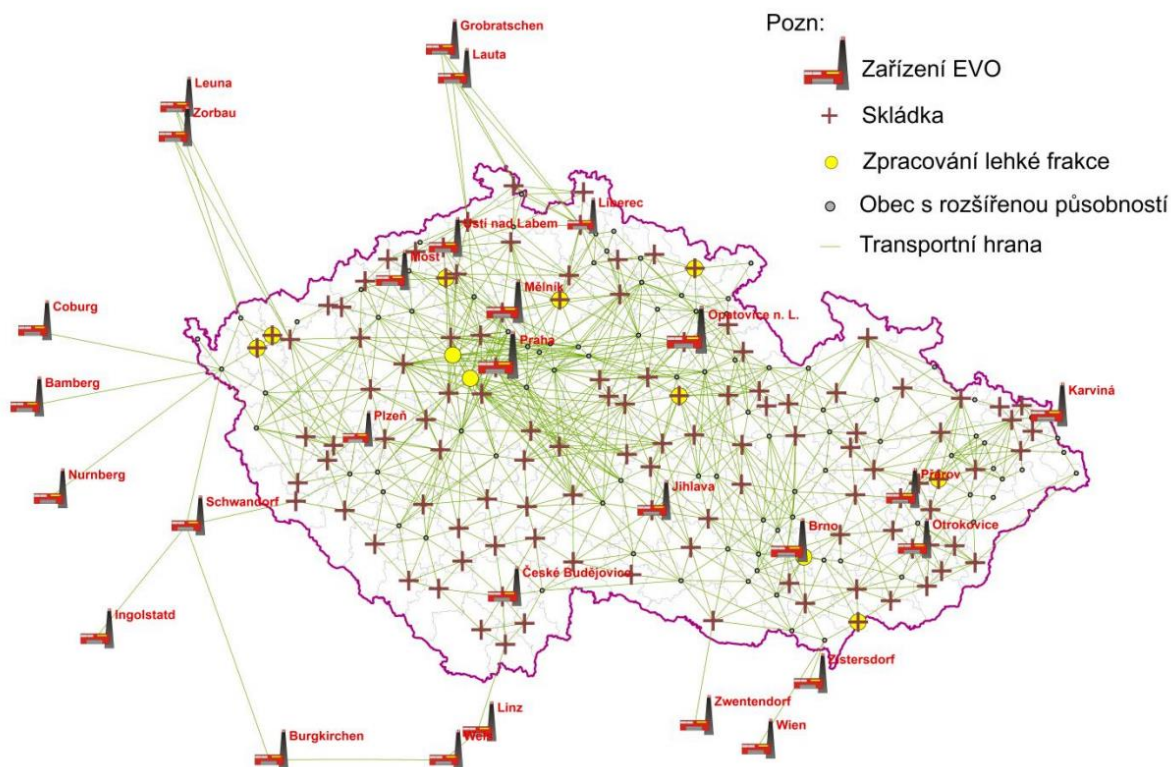 Pozn:
Zařízení EVO
Skládka
Zpracování lehké frakce
Obec s rozšířenou působností
Transportní hrana
Grobratschen
Lauta
Leuna
Zorbau
Liberec
Ústí nad Labem
Most
Mělník
Coburg
Opatovice n. L.
Praha
Bamberg
Karviná
Plzeň
Nurnberg
Přerov
Jihlava
Schwandorf
Brno
Otrokovice
České Budějovice
Ingolstatd
Zistersdorf
Zwentendorf
Linz
Wien
Burgkirchen
Wels